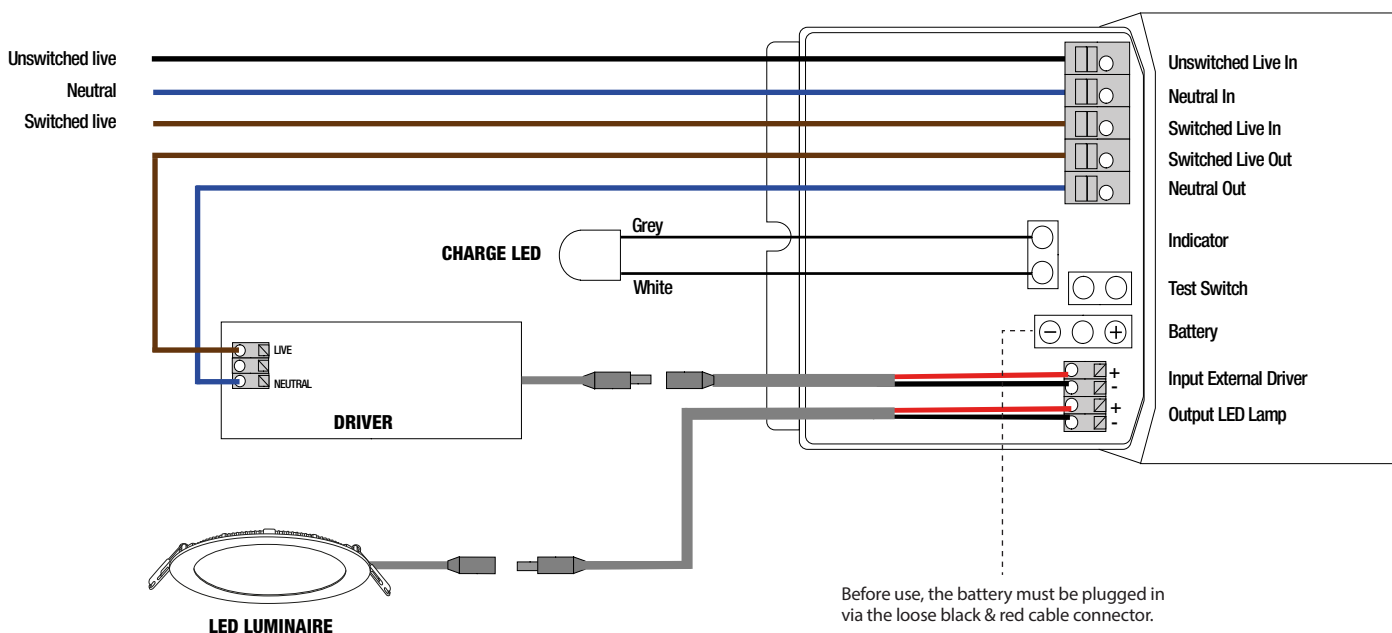 Unswitched live
Neutral
Switched live
Unswitched Live In
Neutral In
Switched Live In
Switched Live Out
Neutral Out
Grey
CHARGE LED
White
Indicator
Test Switch
Battery
LIVE
NEUTRAL
DRIVER
+
-
+
-
Input External Driver
Output LED Lamp
LED LUMINAIRE
Before use, the battery must be plugged in
via the loose black & red cable connector.